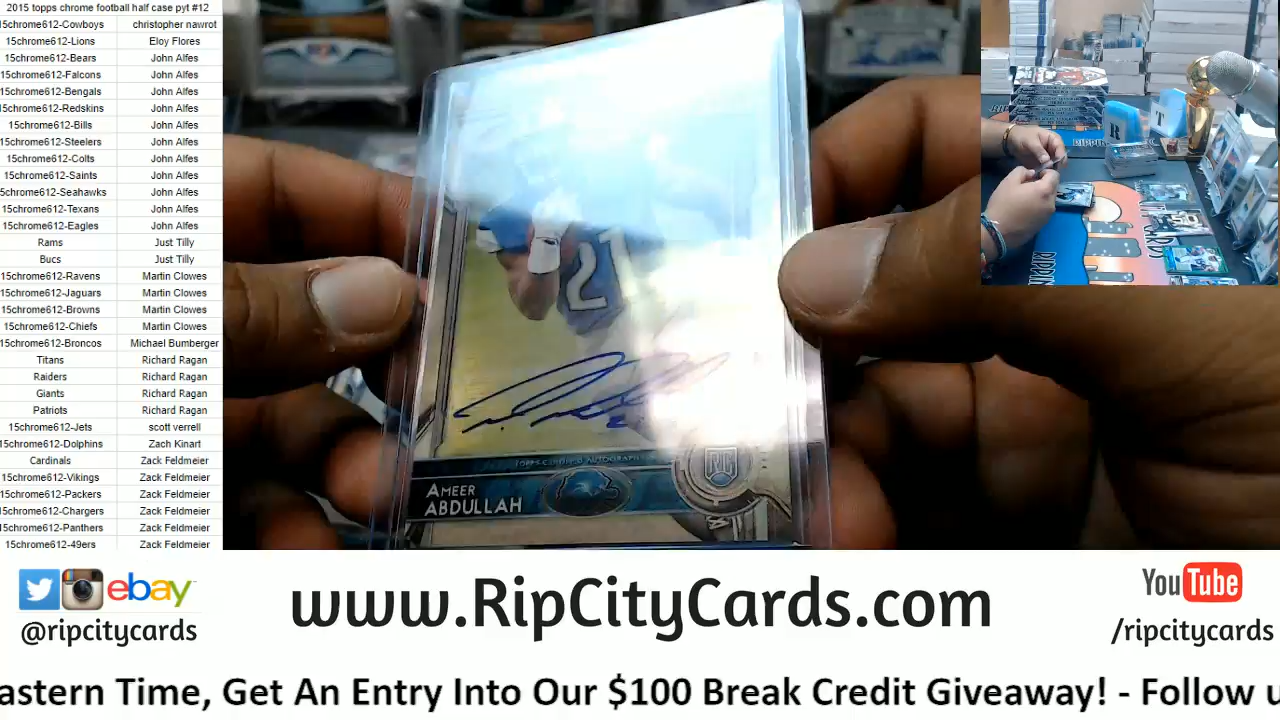 2015 topps chrome football half case pyt #12
15chrome612-Cowboys christopher nawrot
15chrome612-Lions Eloy Flores
15chrome612-Bears John Alfes
15chrome612-Falcons John Alfes
15chrome612-Bengals John Alfes
15chrome612-Redskins John Alfes
15chrome612-Bills John Alfes
15chrome612-Steelers John Alfes
15chrome612-Colts John Alfes
15chrome612-Saints John Alfes
15chrome612-Seahawks John Alfes
15chrome612-Texans John Alfes
15chrome612-Eagles John Alfes
Rams Just Tilly
Bucs Just Tilly
15chrome612-Ravens Martin Clowes
15chrome612-Jaguars Martin Clowes
15chrome612-Browns Martin Clowes
15chrome612-Chiefs Martin Clowes
15chrome612-Broncos Michael Bumberger
Titans Richard Ragan
Raiders Richard Ragan
Giants Richard Ragan
Patriots Richard Ragan
15chrome612-Jets scott verrell
15chrome612-Dolphins Zach Kinart
Cardinals Zack Feldmeier
15chrome612-Vikings Zack Feldmeier
15chrome612-Packers Zack Feldmeier
15chrome612-Chargers Zack Feldmeier
15chrome612-Panthers Zack Feldmeier
15chrome612-49ers Zack Feldmeier
21
TOPPS CERTIFIED AUTOGRAPH
RC
AMEER
ABDULLAH
R T
ebay
@ripcitycards
www.RipCityCards.com
YouTube
/ripcitycards
astern Time, Get An Entry Into Our $100 Break Credit Giveaway! - Follow u